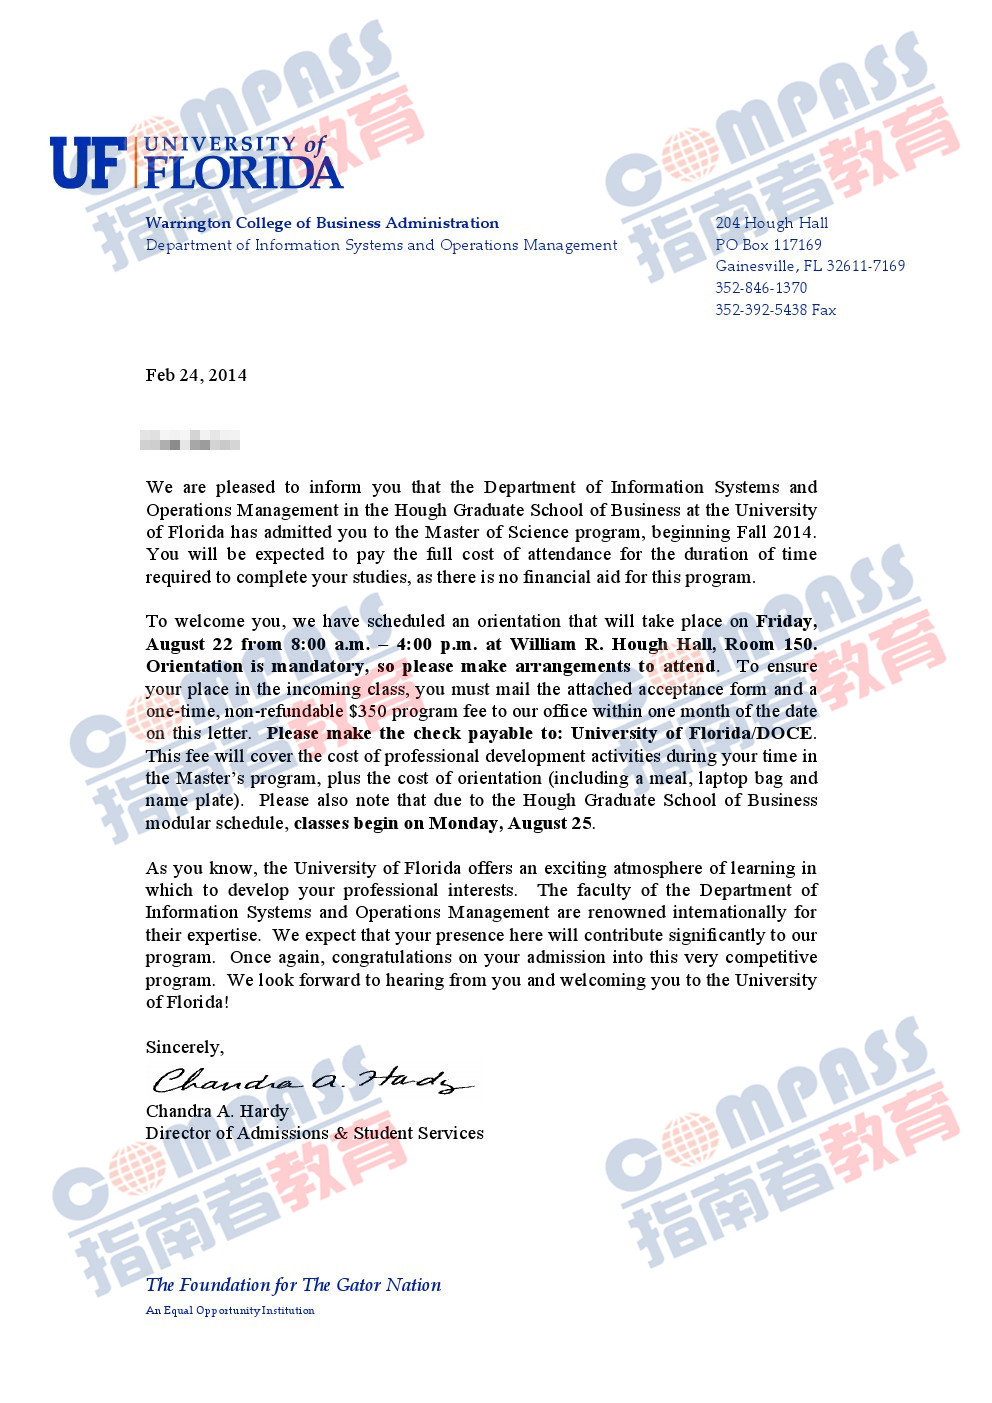 COMPASS
指南者教育
COMPASS
指南者教育
UF UNIVERSITY of
FLORIDA
Warrington College of Business Administration
Department of Information Systems and Operations Management
204 Hough Hall
PO Box 117169
Gainesville, FL 32611-7169
352-846-1370
352-392-5438 Fax
Feb 24, 2014
We are pleased to inform you that the Department of Information Systems and
Operations Management in the Hough Graduate School of Business at the University
of Florida has admitted you to the Master of Science program, beginning Fall 2014.
You will be expected to pay the full cost of attendance for the duration of time
required to complete your studies, as there is no financial aid for this program.
To welcome you, we have scheduled an orientation that will take place on Friday,
August 22 from 8:00 a.m. – 4:00 p.m. at William R. Hough Hall, Room 150.
Orientation is mandatory, so please make arrangements to attend. To ensure
your place in the incoming class, you must mail the attached acceptance form and a
one-time, non-refundable $350 program fee to our office within one month of the date
on this letter. Please make the check payable to: University of Florida/DOCE.
This fee will cover the cost of professional development activities during your time in
the Master's program, plus the cost of orientation (including a meal, laptop bag and
name plate). Please also note that due to the Hough Graduate School of Business
modular schedule, classes begin on Monday, August 25.
COMPASS
指南者教育
COMPASS
指南者教育
As you know, the University of Florida offers an exciting atmosphere of learning in
which to develop your professional interests. The faculty of the Department of
Information Systems and Operations Management are renowned internationally for
their expertise. We expect that your presence here will contribute significantly to our
program. Once again, congratulations on your admission into this very competitive
program. We look forward to hearing from you and welcoming you to the University
of Florida!
Sincerely,
Chandra A. Hardy
Chandra A. Hardy
Director of Admissions & Student Services
COMPASS
指南者教育
COMPASS
指南者教育
The Foundation for The Gator Nation
An Equal Opportunity Institution